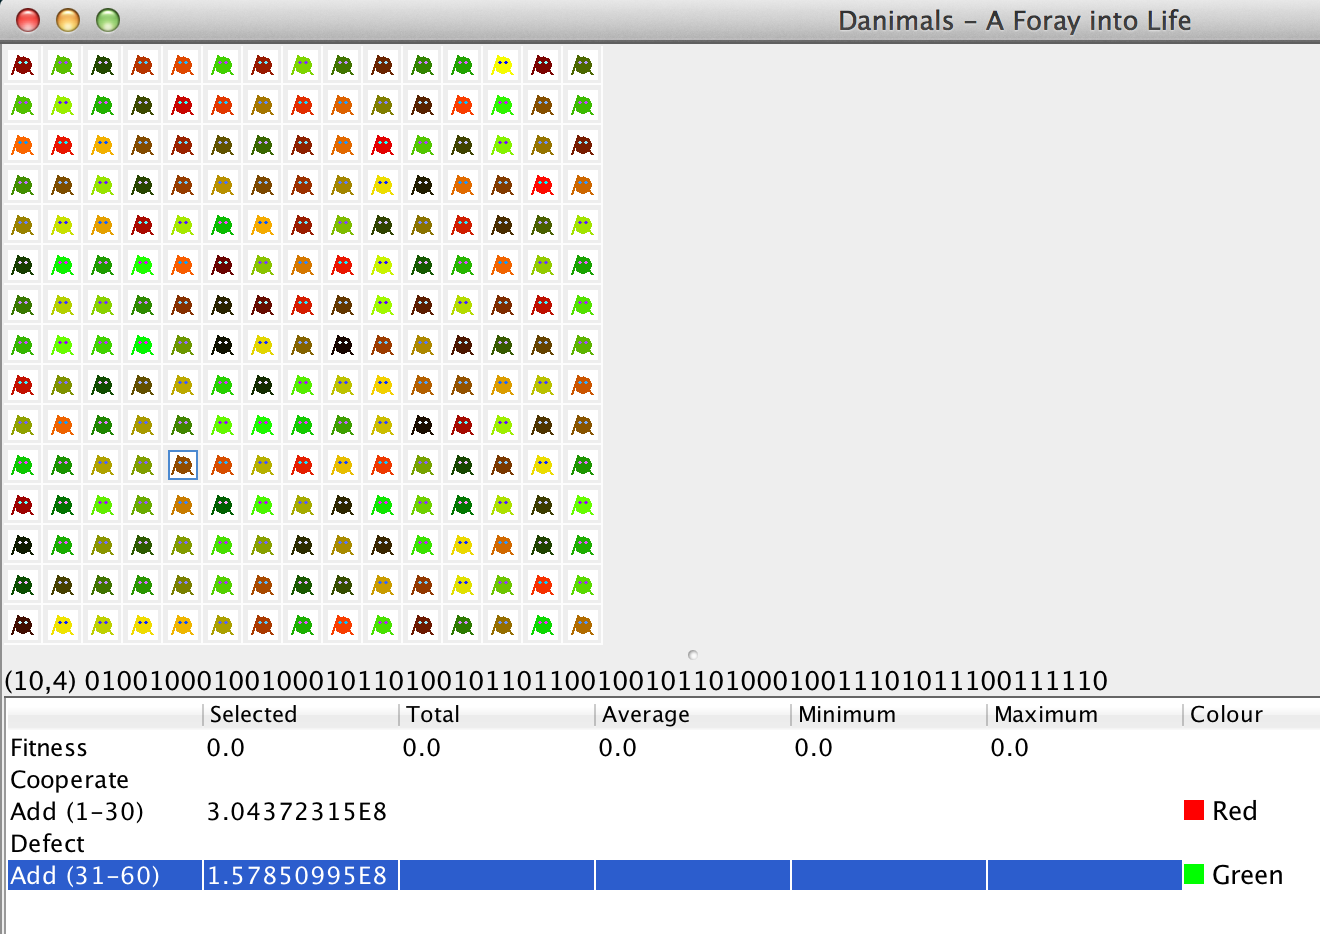 Danimals – A Foray into Life
(10,4) 0100100010010001011010010110110010010110100010011101011100111110
Selected Total Average Minimum Maximum Colour
Fitness 0.0 0.0 0.0 0.0 0.0
Cooperate
Add (1–30) 3.04372315E8 Red
Defect
Add (31–60) 1.57850995E8 Green